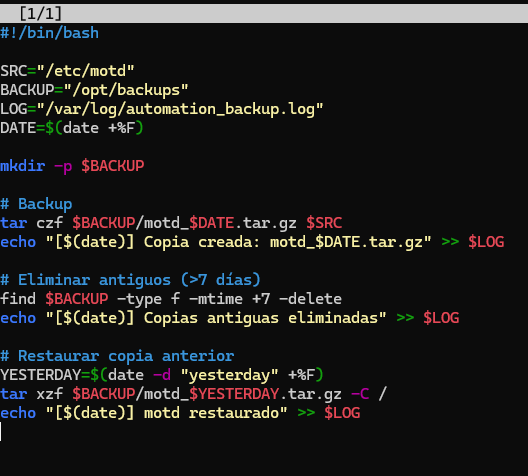 [1/1]
#!/bin/bash
SRC="/etc/motd"
BACKUP="/opt/backups"
LOG="/var/log/automation_backup.log"
DATE=$(date +%F)
mkdir -p $BACKUP
# Backup
tar czf $BACKUP/motd_$DATE.tar.gz $SRC
echo "[$(date)] Copia creada: motd_$DATE.tar.gz" >> $LOG
# Eliminar antiguos (>7 días)
find $BACKUP -type f -mtime +7 -delete
echo "[$(date)] Copias antiguas eliminadas" >> $LOG
# Restaurar copia anterior
YESTERDAY=$(date -d "yesterday" +%F)
tar xzf $BACKUP/motd_$YESTERDAY.tar.gz -C /
echo "[$(date)] motd restaurado" >> $LOG